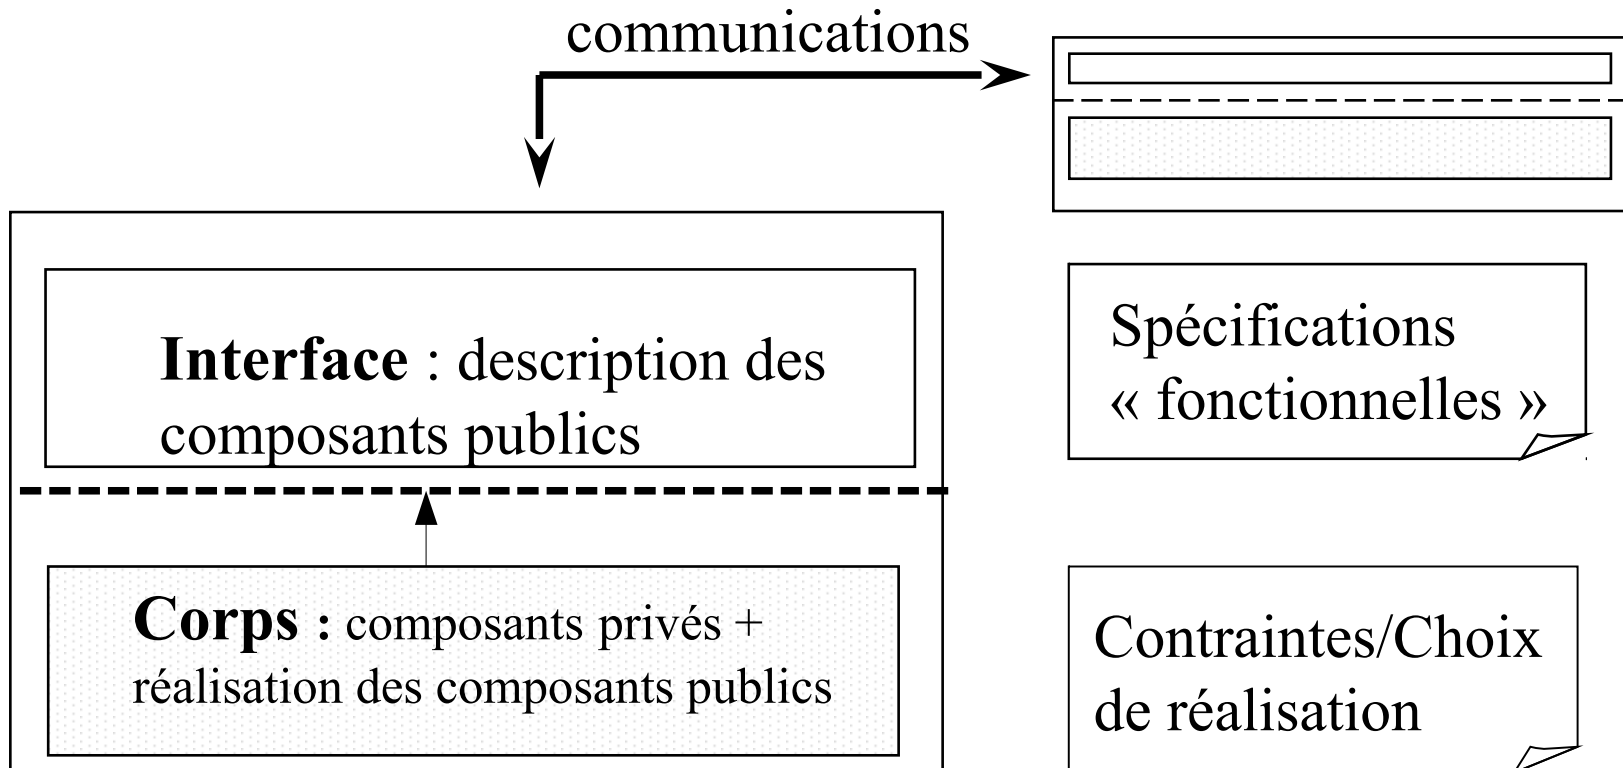 communications
Interface : description des
composants publics
Spécifications
« fonctionnelles »
Corps : composants privés +
réalisation des composants publics
Contraintes/Choix
de réalisation